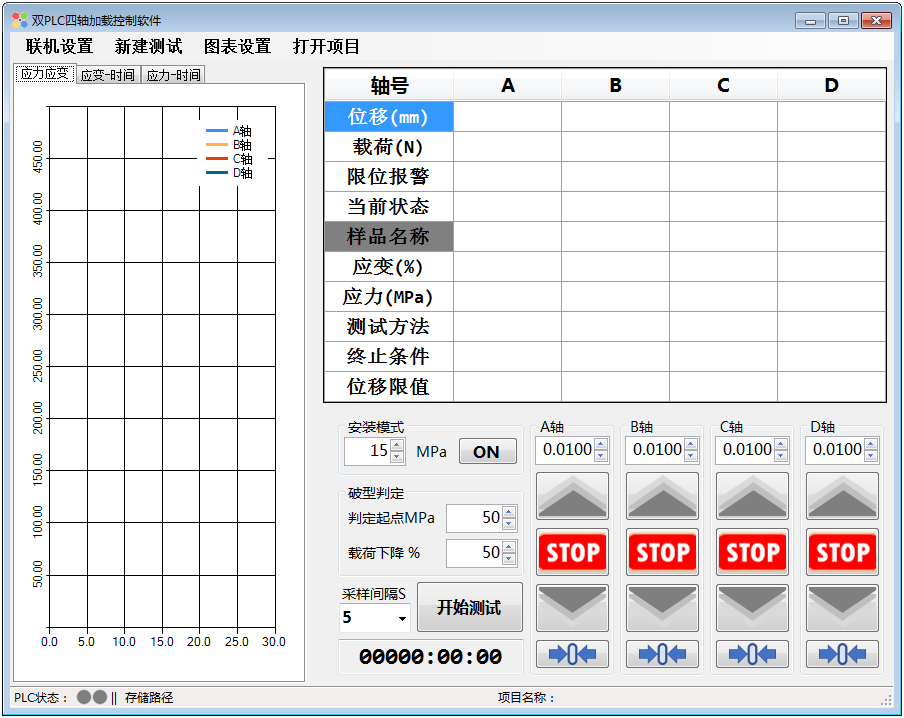 双PLC四轴加载控制软件
联机设置 新建测试 图表设置 打开项目
应力应变 应变-时间 应力-时间
A轴
B轴
C轴
D轴
450.00
400.00
350.00
300.00
250.00
200.00
150.00
100.00
50.00
0.0 5.0 10.0 15.0 20.0 25.0 30.0
轴号 A B C D
位移(mm)
载荷(N)
限位报警
当前状态
样品名称
应变(%)
应力(MPa)
测试方法
终止条件
位移限值
安装模式
15 MPa ON
破型判定
判定起点MPa 50
载荷下降 % 50
采样间隔S
5
开始测试
00000:00:00
A轴 B轴 C轴 D轴
0.0100 0.0100 0.0100 0.0100
STOP STOP STOP STOP
0 0 0 0
PLC状态： || 存储路径 项目名称：